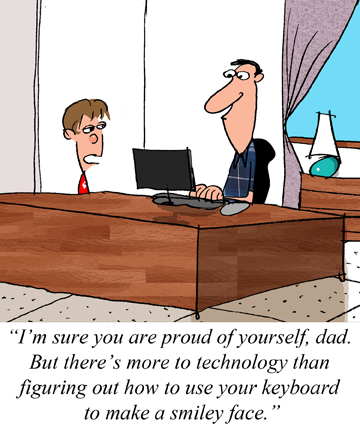 “I’m sure you are proud of yourself, dad.
But there’s more to technology than
figuring out how to use your keyboard
to make a smiley face.”